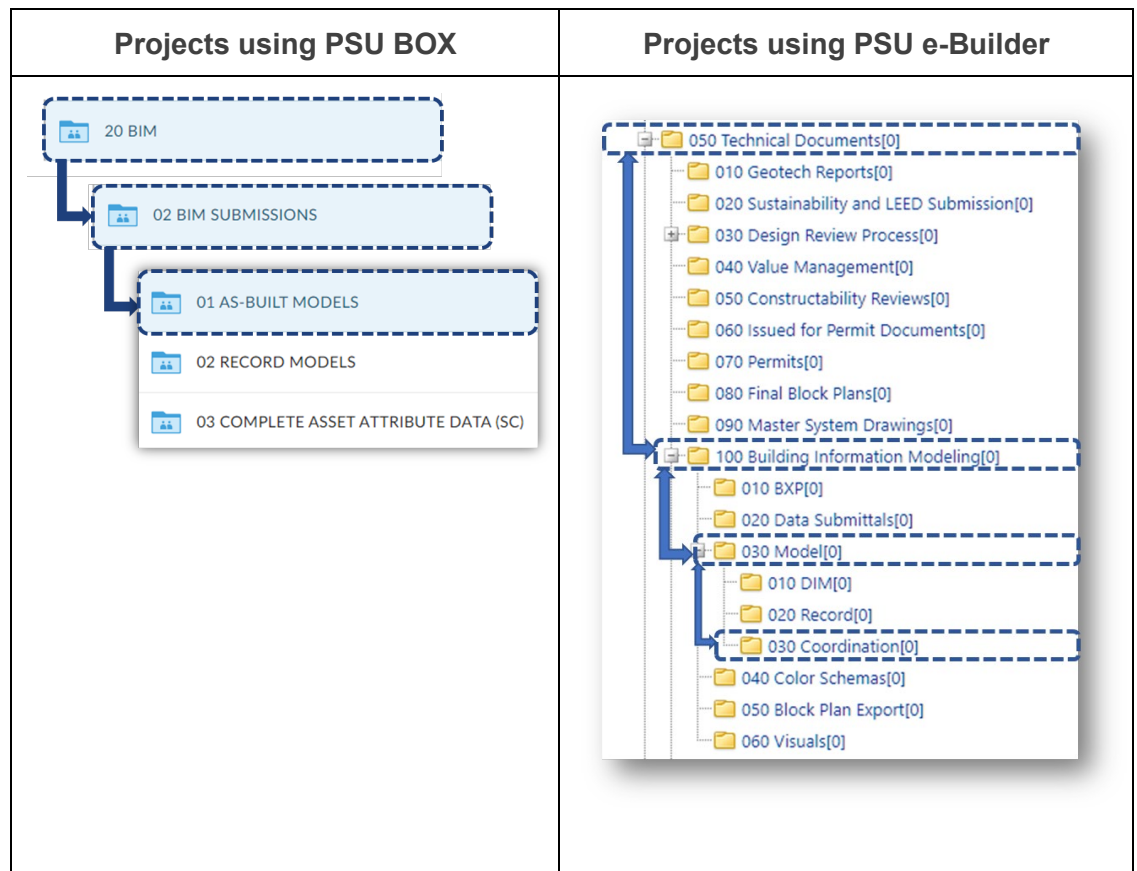 Projects using PSU BOX
20 BIM
02 BIM SUBMISSIONS
01 AS-BUILT MODELS
02 RECORD MODELS
03 COMPLETE ASSET ATTRIBUTE DATA (SC)
Projects using PSU e-Builder
050 Technical Documents[0]
010 Geotech Reports[0]
020 Sustainability and LEED Submission[0]
030 Design Review Process[0]
040 Value Management[0]
050 Constructability Reviews[0]
060 Issued for Permit Documents[0]
070 Permits[0]
080 Final Block Plans[0]
090 Master System Drawings[0]
100 Building Information Modeling[0]
010 BXP[0]
020 Data Submittals[0]
030 Model[0]
010 DIM[0]
020 Record[0]
030 Coordination[0]
040 Color Schemas[0]
050 Block Plan Export[0]
060 Visuals[0]